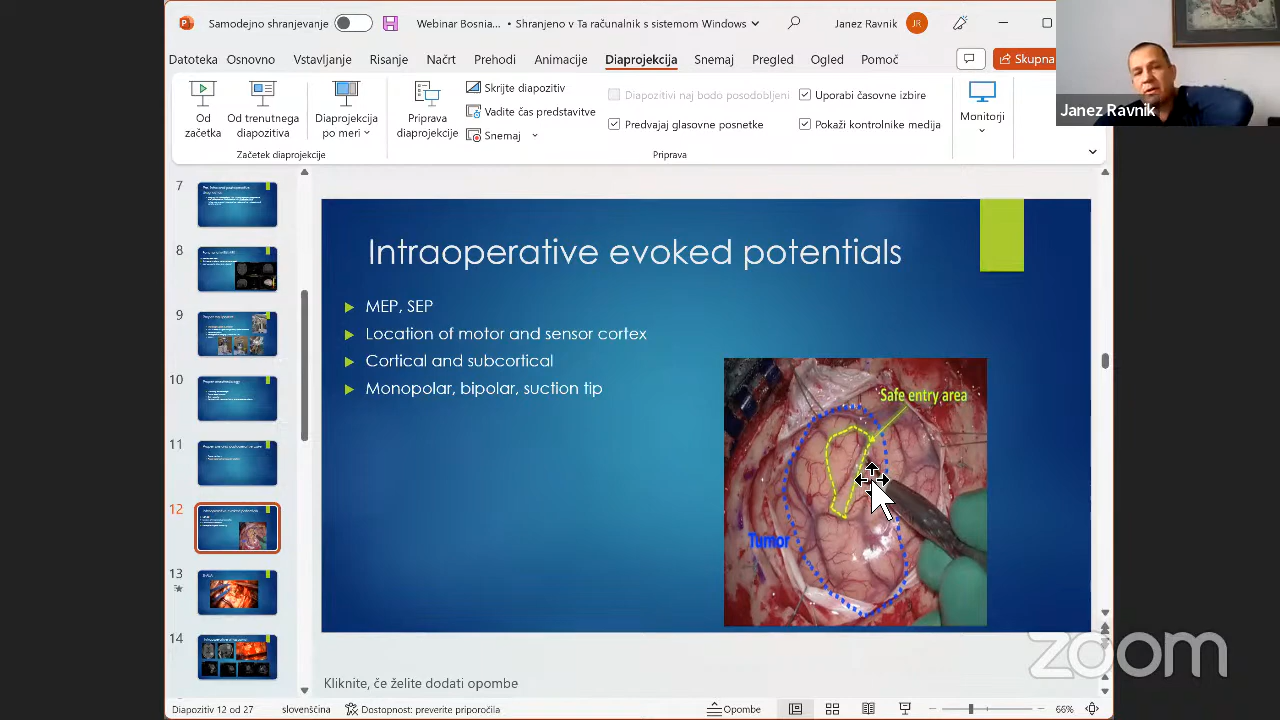 Samodejno shranjevanje
Webinar Bosnia... • Shranjeno v Ta računalnik s sistemom Windows
Janez Ravnik
JR
Datoteka Osnovno Vstavljanje Risanje Načrt Prehodi Animacije Diaprojekcija Snemaj Pregled Ogled Pomoč
Skupna
Od začetka
Od trenutnega diapozitiva
Diaprojekcija po meri
Priprava diaprojekcije
Skrijte diapozitiv
Vadite čas predstavitve
Snemaj
Diapozitivi naj bodo posodobljeni
Predvajaj glasovne posnetke
Uporabi časovne izbire
Pokaži kontrolnike medija
Monitorji
Začetek diaprojekcije
Priprava
Janez Ravnik
7
8
9
10
11
12
13
14
Intraoperative evoked potentials
MEP, SEP
Location of motor and sensor cortex
Cortical and subcortical
Monopolar, bipolar, suction tip
Safe entry area
Tumor
zoom
Kliknite, če želite dodati opombe
Diapozitiv 12 od 27
slovenščina
Dostopnost: preverite priporočila
Opombe
66%